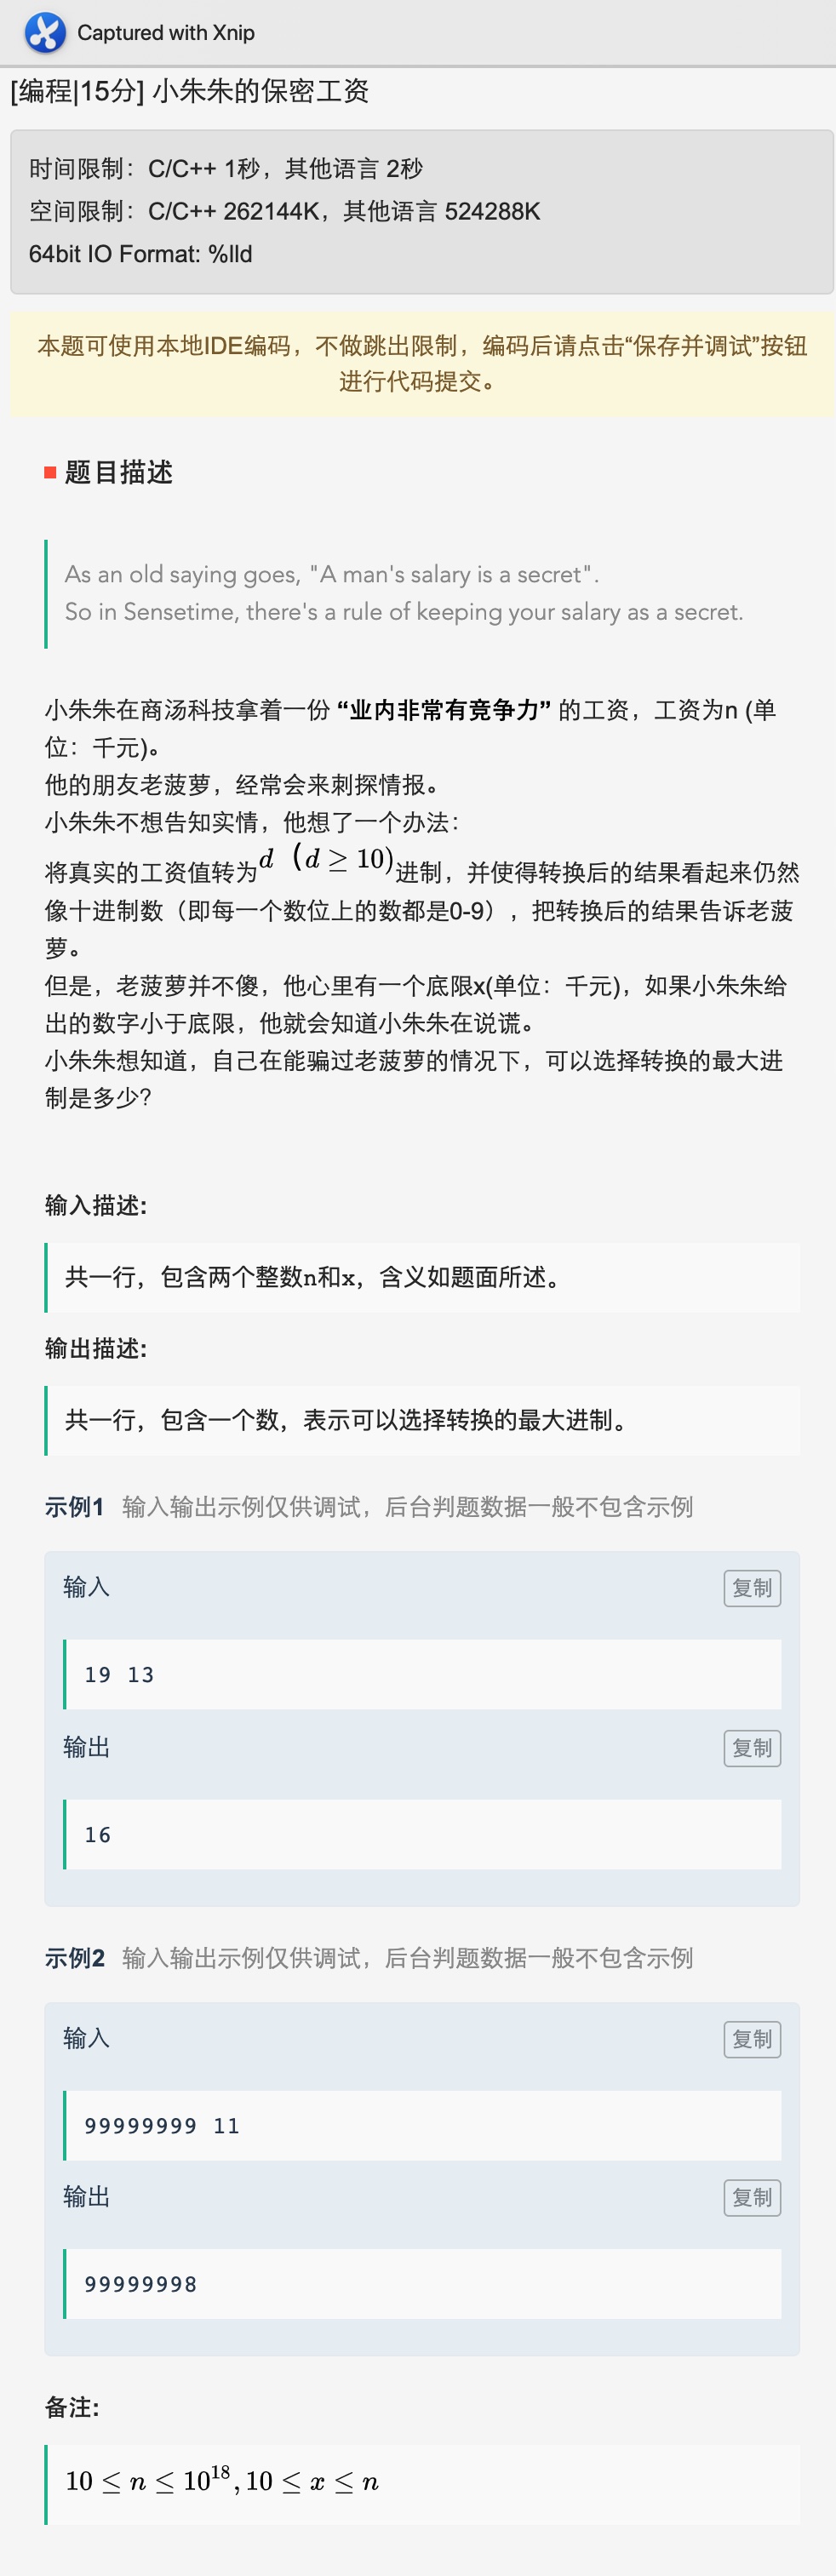 Captured with Xnip
[编程|15分] 小朱朱的保密工资
时间限制：C/C++ 1秒，其他语言 2秒
空间限制：C/C++ 262144K，其他语言 524288K
64bit IO Format: %lld
本题可使用本地IDE编码，不做跳出限制，编码后请点击“保存并调试”按钮
进行代码提交。
题目描述
As an old saying goes, "A man's salary is a secret".
So in Sensetime, there's a rule of keeping your salary as a secret.
小朱朱在商汤科技拿着一份 “业内非常有竞争力” 的工资，工资为n (单
位：千元)。
他的朋友老菠萝，经常会来刺探情报。
小朱朱不想告知实情，他想了一个办法：
将真实的工资值转为d（d ≥ 10)进制，并使得转换后的结果看起来仍然
像十进制数（即每一个数位上的数都是0-9），把转换后的结果告诉老菠
萝。
但是，老菠萝并不傻，他心里有一个底限x(单位：千元)，如果小朱朱给
出的数字小于底限，他就会知道小朱朱在说谎。
小朱朱想知道，自己在能骗过老菠萝的情况下，可以选择转换的最大进
制是多少?
输入描述:
共一行，包含两个整数n和x，含义如题面所述。
输出描述:
共一行，包含一个数，表示可以选择转换的最大进制。
示例1 输入输出示例仅供调试，后台判题数据一般不包含示例
输入 复制
19 13
输出 复制
16
示例2 输入输出示例仅供调试，后台判题数据一般不包含示例
输入 复制
99999999 11
输出 复制
99999998
备注:
10 ≤ n ≤ 10^18, 10 ≤ x ≤ n